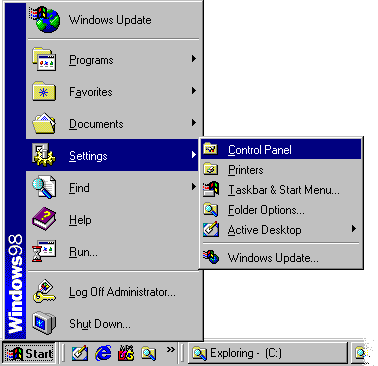 Windows Update
Programs
Favorites
Documents
Settings
Find
Help
Run...
Log Off Administrator...
Shut Down...
Windows98
Control Panel
Printers
Taskbar & Start Menu...
Folder Options...
Active Desktop
Windows Update...
Start
»
Exploring - (C:)